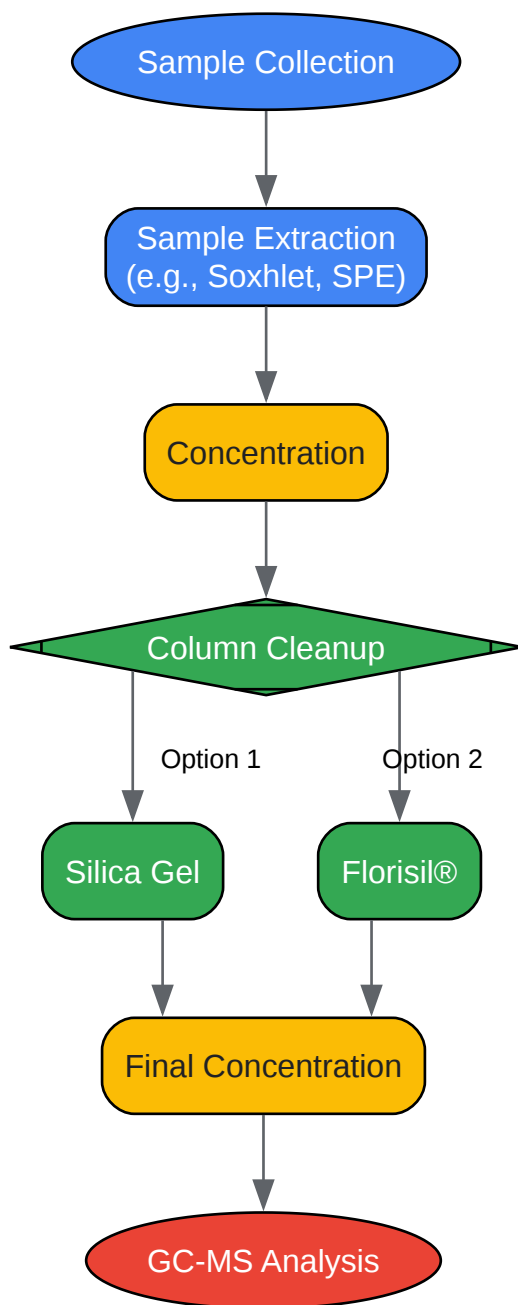 Sample Collection
Sample Extraction
(e.g., Soxhlet, SPE)
Concentration
Column Cleanup
Option 1
Option 2
Silica Gel
Florisil®
Final Concentration
GC-MS Analysis